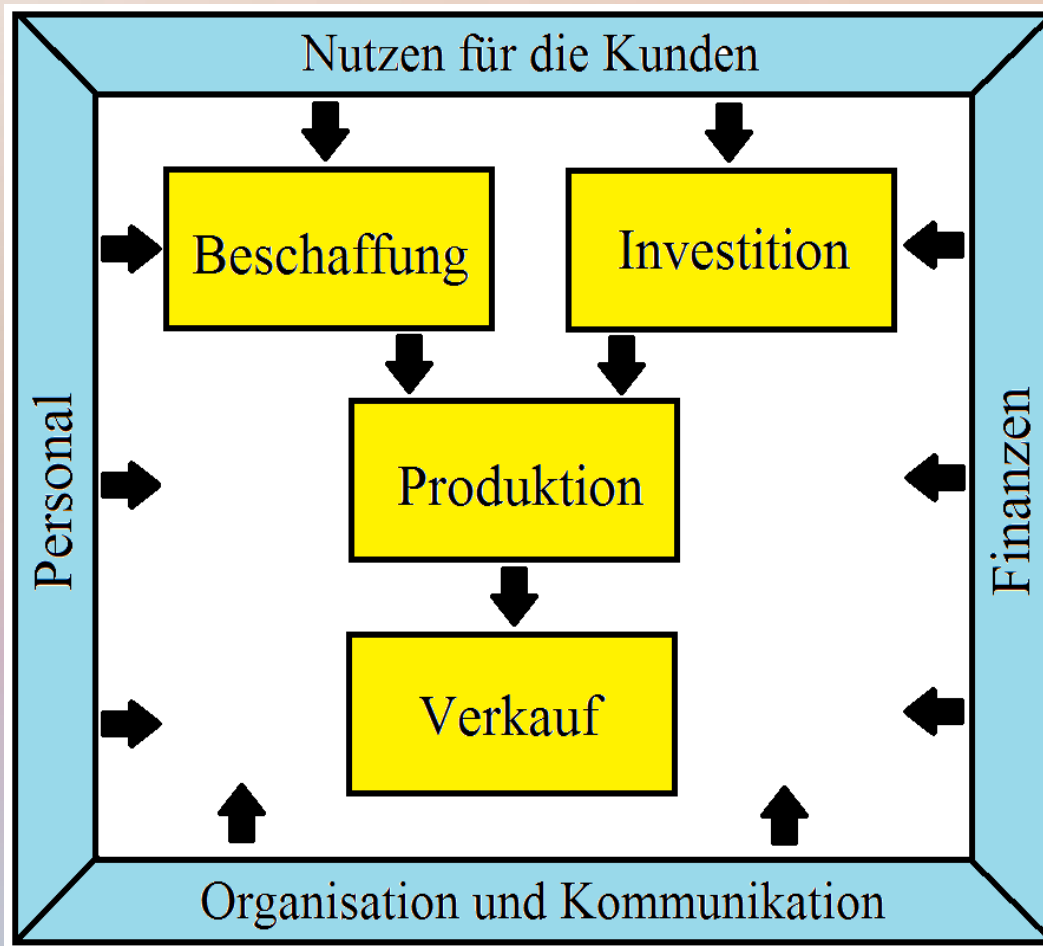 Nutzen für die Kunden
Beschaffung
Investition
Personal
Produktion
Finanzen
Verkauf
Organisation und Kommunikation